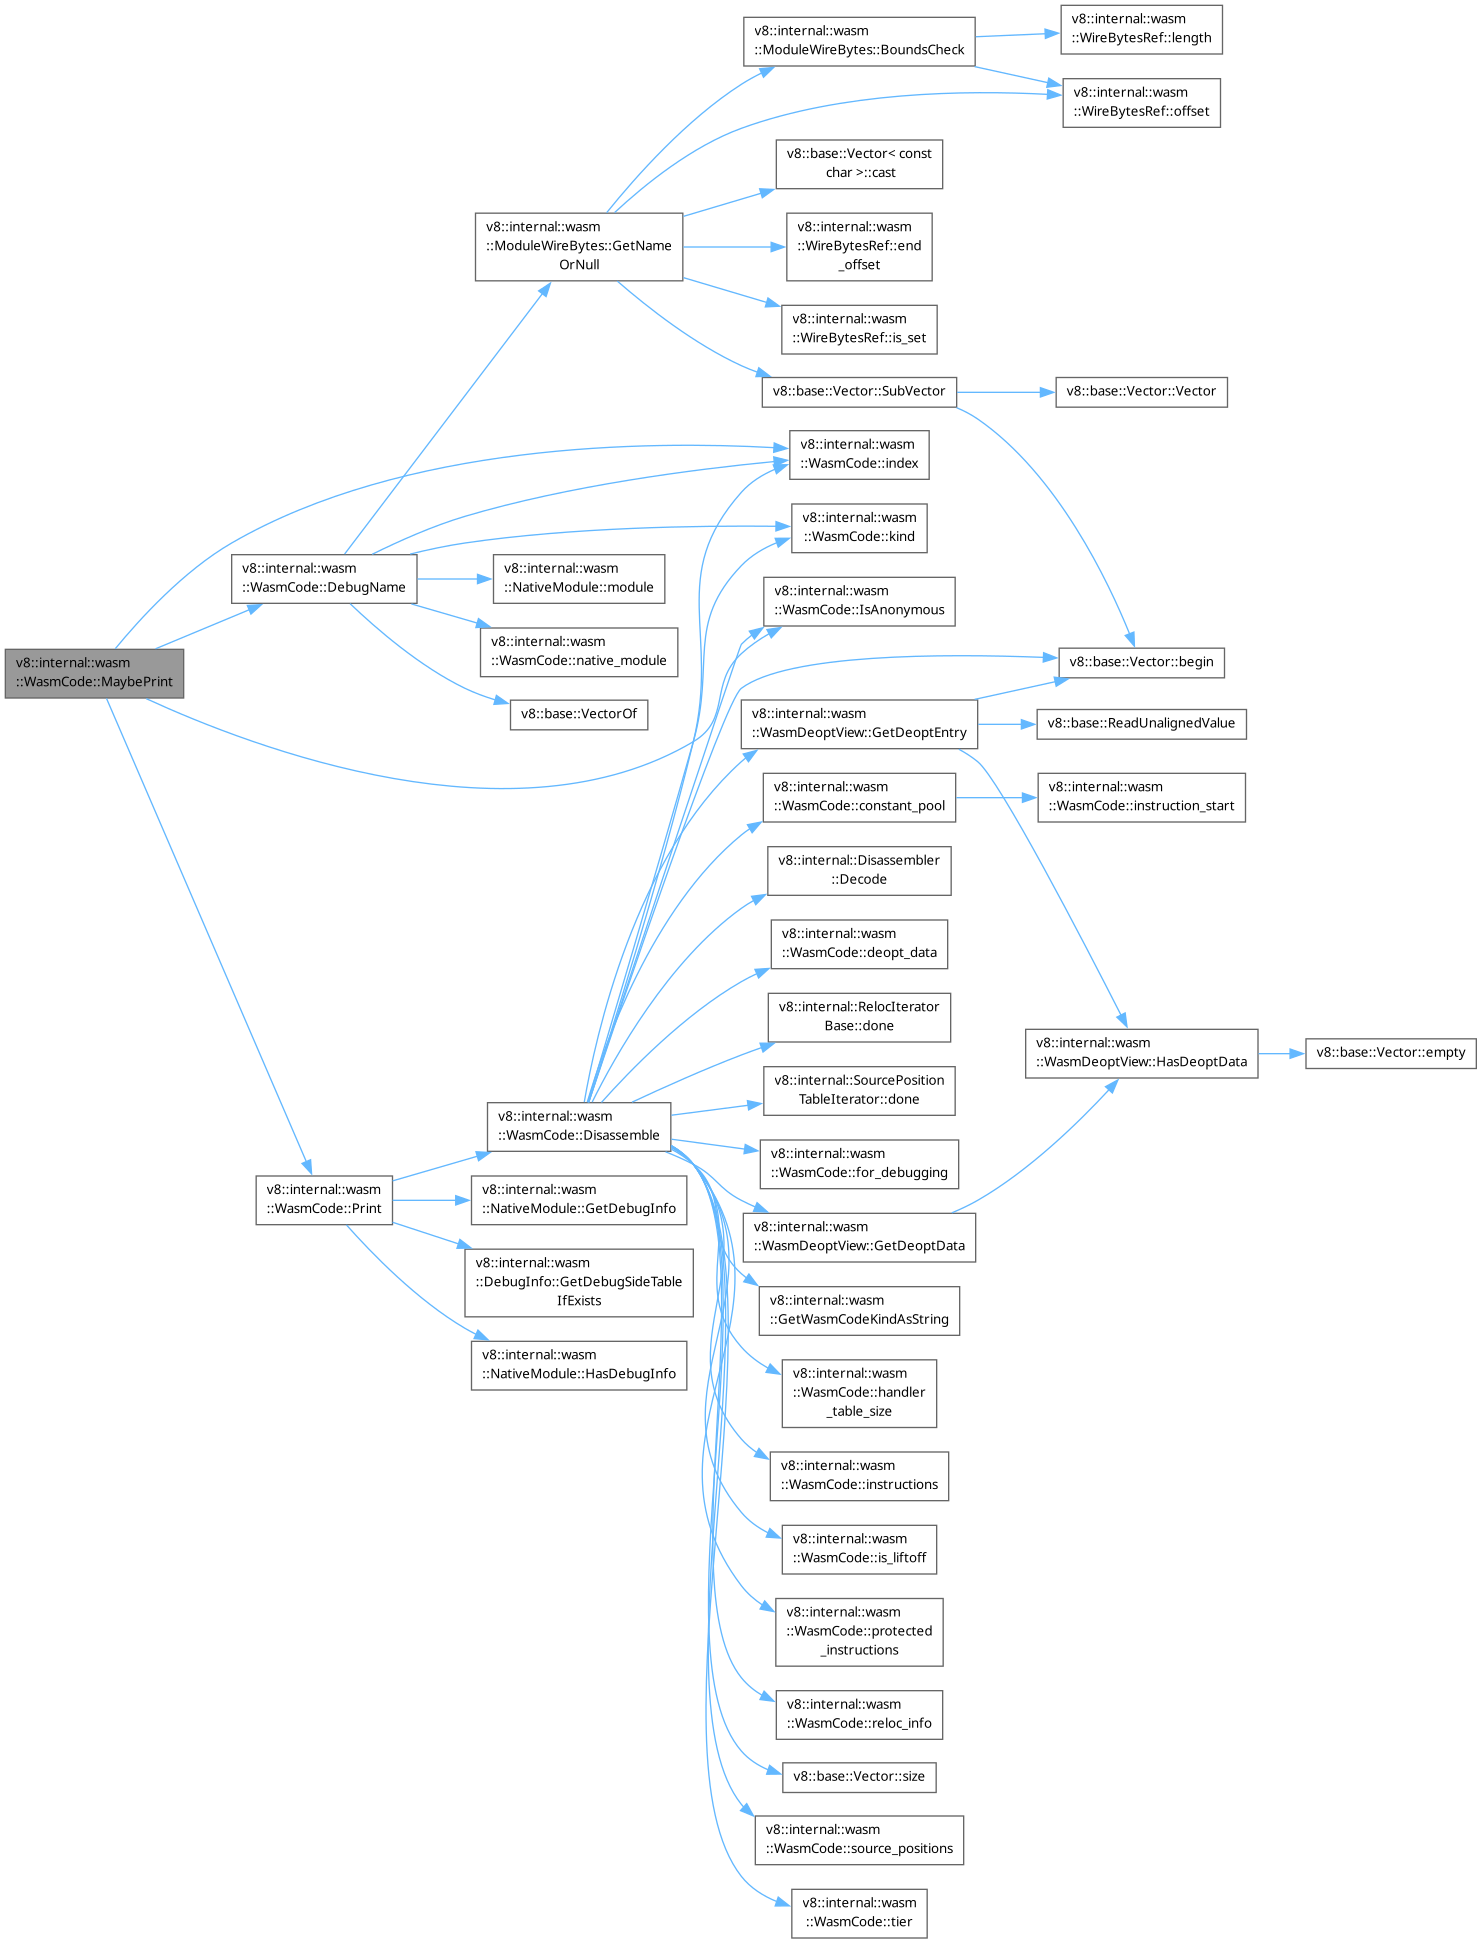 v8::internal::wasm
::WasmCode::MaybePrint
v8::internal::wasm
::WasmCode::DebugName
v8::internal::wasm
::WasmCode::Print
v8::internal::wasm
::ModuleWireBytes::GetName
OrNull
v8::internal::wasm
::NativeModule::module
v8::internal::wasm
::WasmCode::native_module
v8::base::VectorOf
v8::internal::wasm
::WasmCode::Disassemble
v8::internal::wasm
::NativeModule::GetDebugInfo
v8::internal::wasm
::DebugInfo::GetDebugSideTable
IfExists
v8::internal::wasm
::NativeModule::HasDebugInfo
v8::internal::wasm
::ModuleWireBytes::BoundsCheck
v8::base::Vector< const
char >::cast
v8::internal::wasm
::WireBytesRef::end
_offset
v8::internal::wasm
::WireBytesRef::is_set
v8::base::Vector::SubVector
v8::internal::wasm
::WasmCode::index
v8::internal::wasm
::WasmCode::kind
v8::internal::wasm
::WasmCode::IsAnonymous
v8::internal::wasm
::WasmDeoptView::GetDeoptEntry
v8::internal::wasm
::WasmCode::constant_pool
v8::internal::Disassembler
::Decode
v8::internal::wasm
::WasmCode::deopt_data
v8::internal::RelocIterator
Base::done
v8::internal::SourcePosition
TableIterator::done
v8::internal::wasm
::WasmCode::for_debugging
v8::internal::wasm
::WasmDeoptView::GetDeoptData
v8::internal::wasm
::GetWasmCodeKindAsString
v8::internal::wasm
::WasmCode::handler
_table_size
v8::internal::wasm
::WasmCode::instructions
v8::internal::wasm
::WasmCode::is_liftoff
v8::internal::wasm
::WasmCode::protected
_instructions
v8::internal::wasm
::WasmCode::reloc_info
v8::base::Vector::size
v8::internal::wasm
::WasmCode::source_positions
v8::internal::wasm
::WasmCode::tier
v8::internal::wasm
::WireBytesRef::length
v8::internal::wasm
::WireBytesRef::offset
v8::base::Vector::Vector
v8::base::Vector::begin
v8::base::ReadUnalignedValue
v8::internal::wasm
::WasmCode::instruction_start
v8::internal::wasm
::WasmDeoptView::HasDeoptData
v8::base::Vector::empty